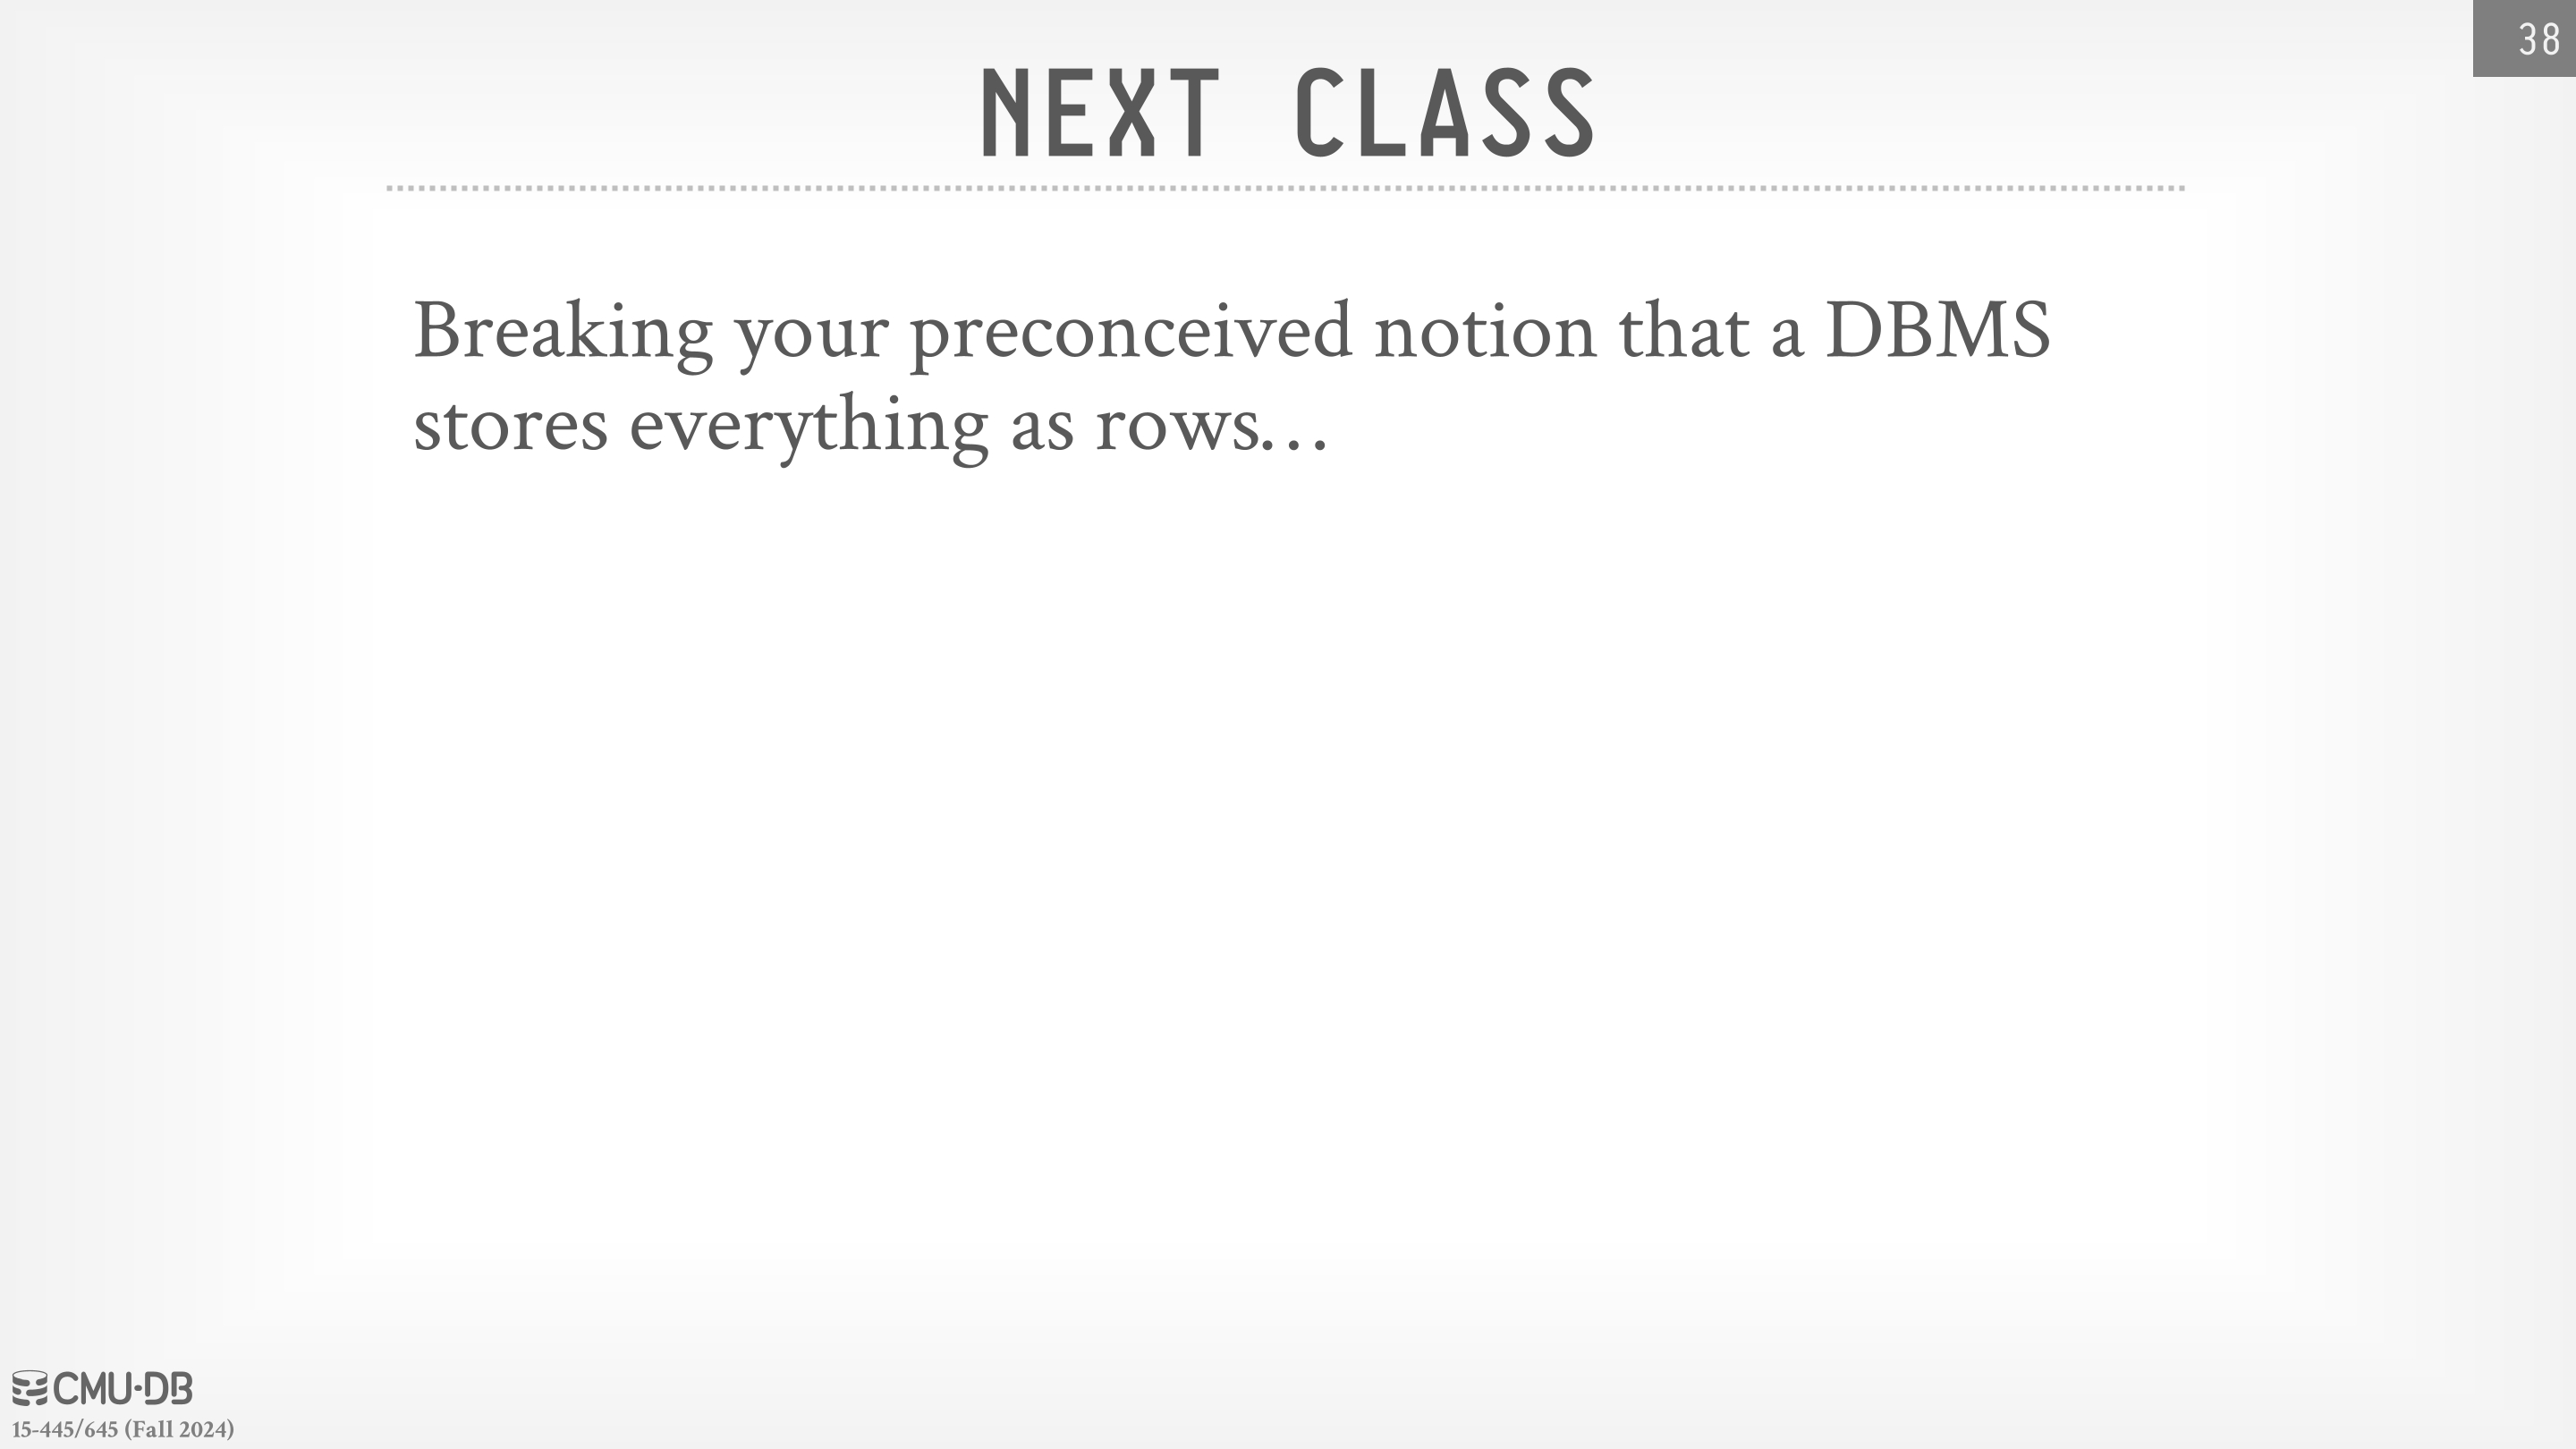 38
NEXT CLASS
Breaking your preconceived notion that a DBMS
stores everything as rows…
CMU·DB
15-445/645 (Fall 2024)